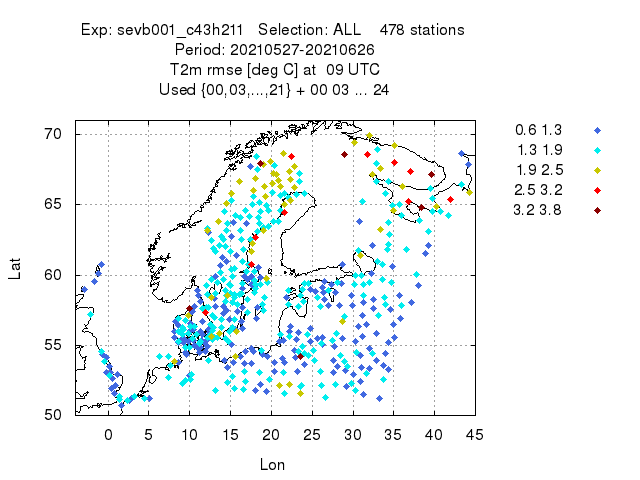 Exp: sevb001_c43h211 Selection: ALL 478 stations
Period: 20210527-20210626
T2m rmse [deg C] at 09 UTC
Used {00,03,...,21} + 00 03 ... 24
70
65
60
55
50
Lat
0 5 10 15 20 25 30 35 40 45
Lon
0.6 1.3
1.3 1.9
1.9 2.5
2.5 3.2
3.2 3.8